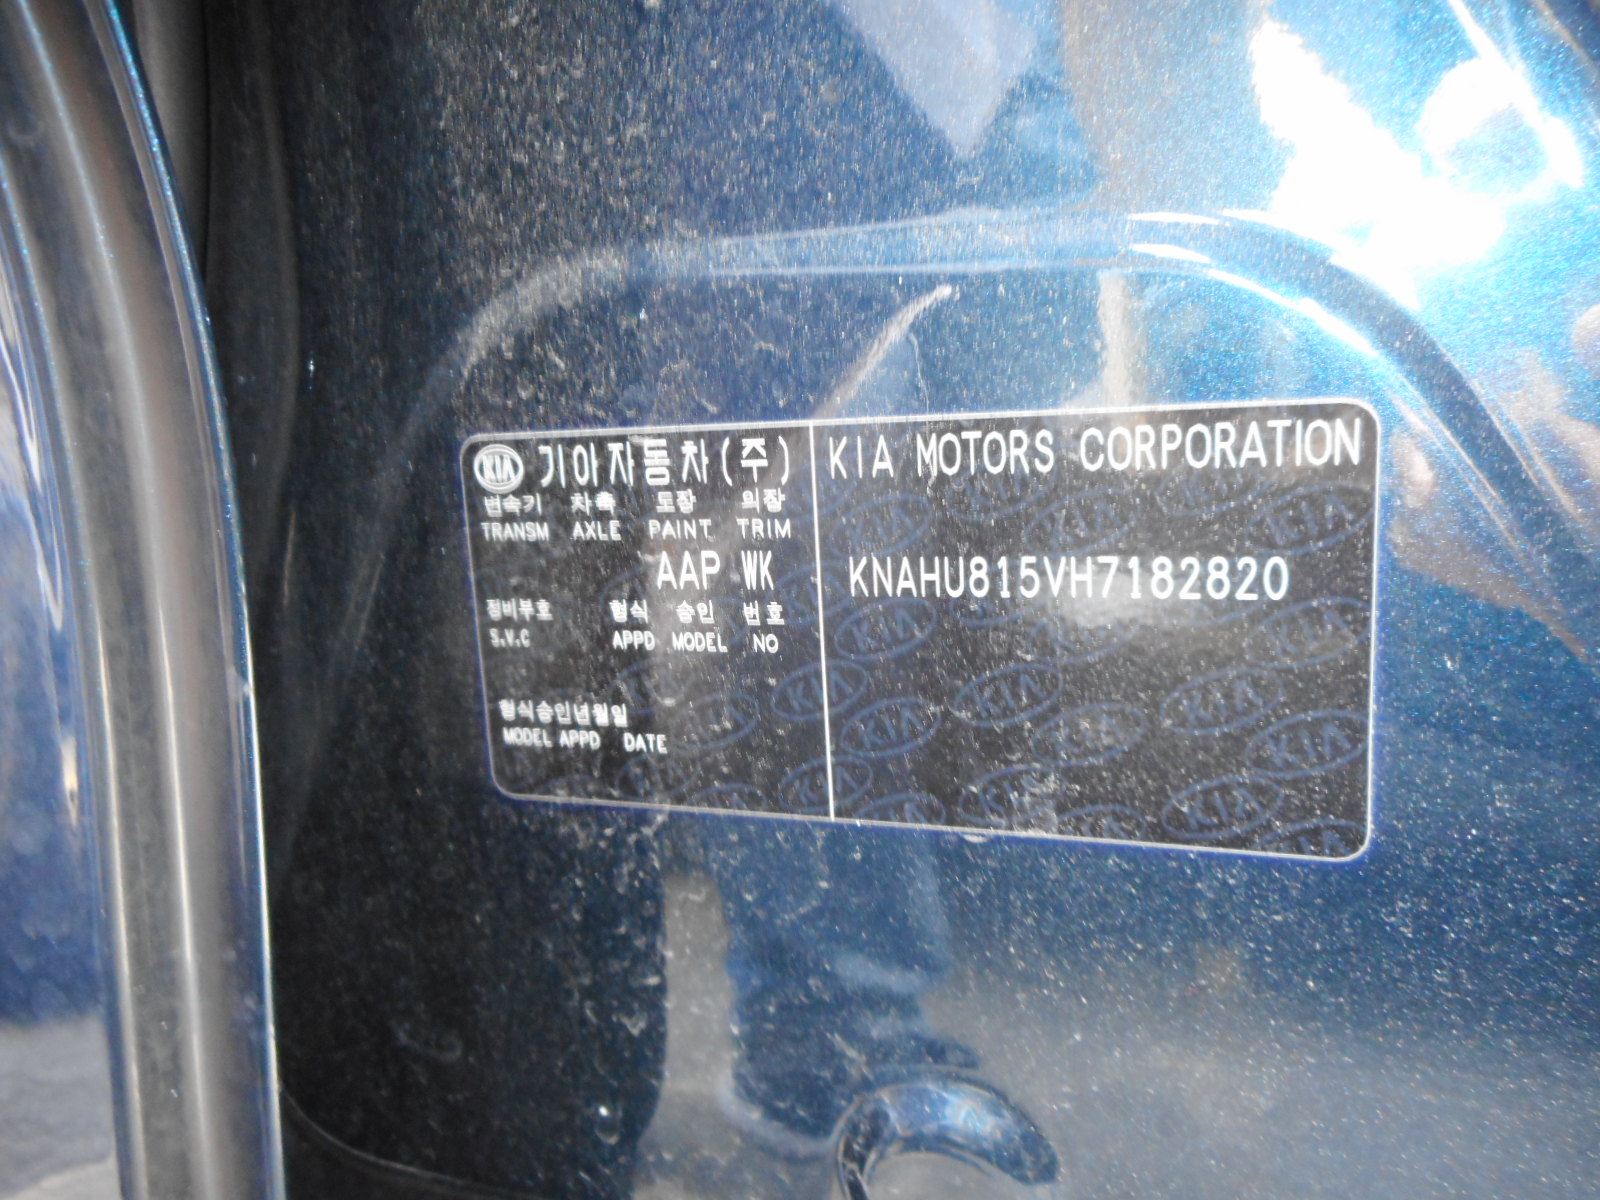 KIA 기아자동차(주)
변속기 차축 도장 의장
TRANSM AXLE PAINT TRIM
AAP WK
정비부호 형식 승인 번호
S.V.C APPD MODEL NO
형식승인년월일
MODEL APPD DATE
KIA MOTORS CORPORATION
KNAHU815VH7182820